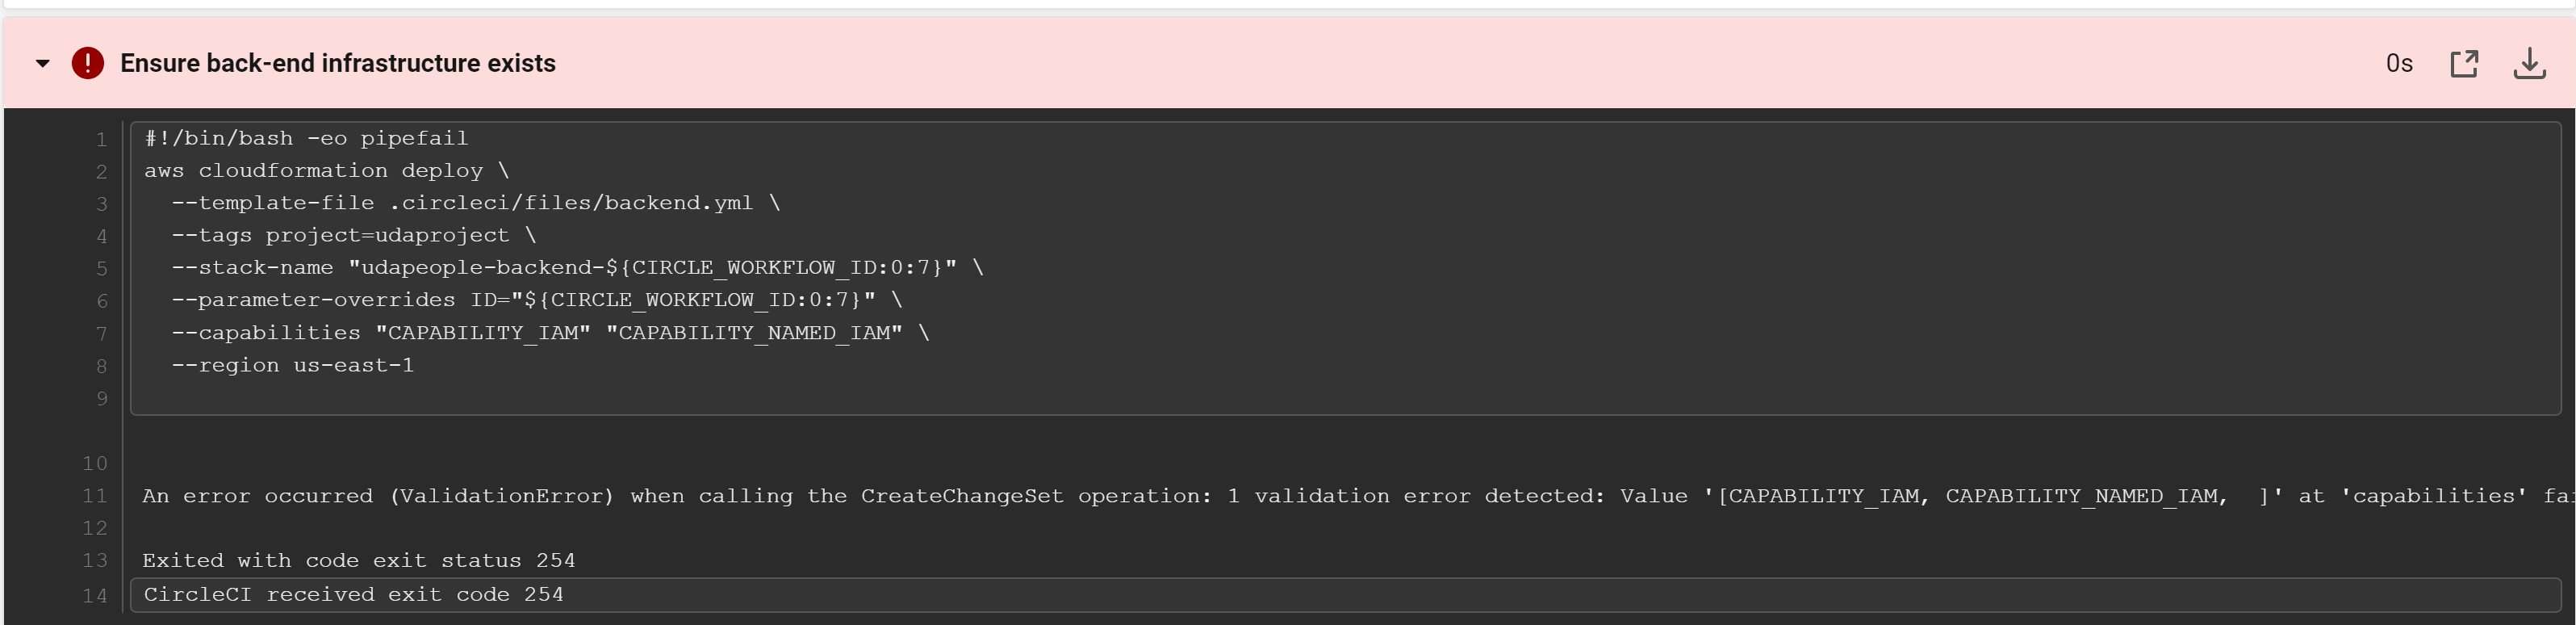 Ensure back-end infrastructure exists 0s
1 #!/bin/bash -eo pipefail
2 aws cloudformation deploy \
3 --template-file .circleci/files/backend.yml \
4 --tags project=udaproject \
5 --stack-name "udapeople-backend-${CIRCLE_WORKFLOW_ID:0:7}" \
6 --parameter-overrides ID="${CIRCLE_WORKFLOW_ID:0:7}" \
7 --capabilities "CAPABILITY_IAM" "CAPABILITY_NAMED_IAM" \
8 --region us-east-1
9
10
11 An error occurred (ValidationError) when calling the CreateChangeSet operation: 1 validation error detected: Value '[CAPABILITY_IAM, CAPABILITY_NAMED_IAM,  ]' at 'capabilities'
12
13 Exited with code exit status 254
14 CircleCI received exit code 254